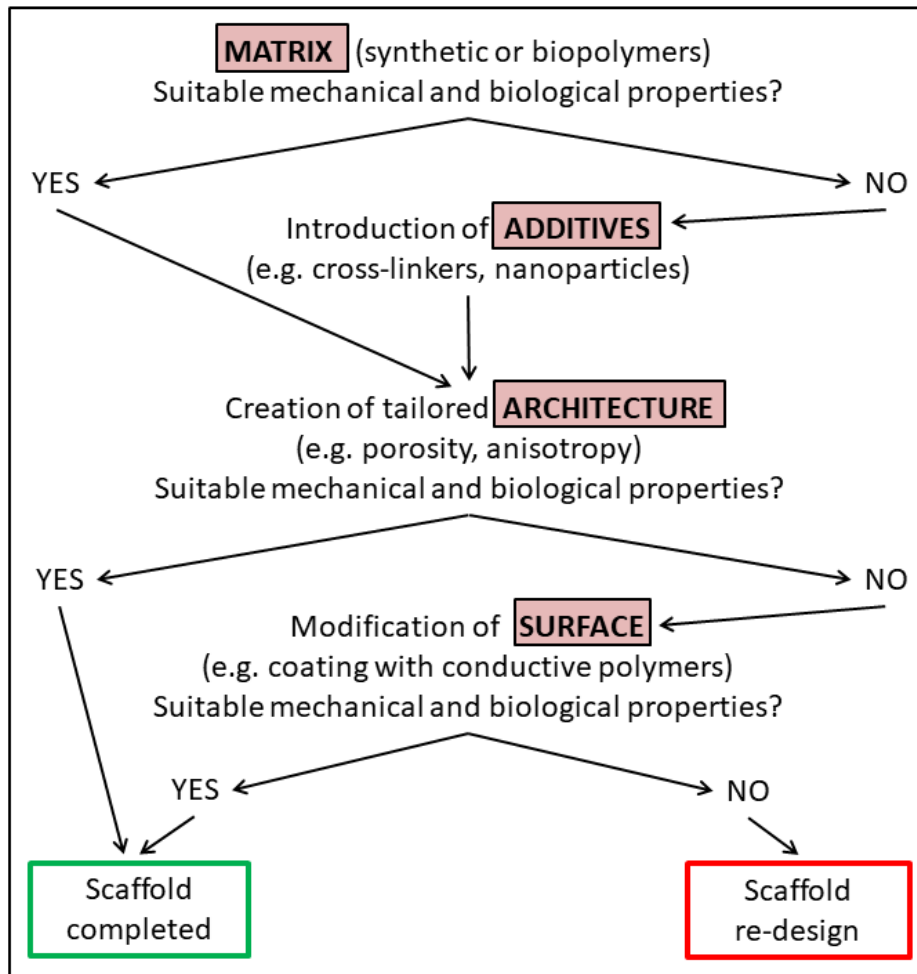 MATRIX (synthetic or biopolymers)
Suitable mechanical and biological properties?
YES
NO
Introduction of ADDITIVES
(e.g. cross-linkers, nanoparticles)
Creation of tailored ARCHITECTURE
(e.g. porosity, anisotropy)
Suitable mechanical and biological properties?
YES
NO
Modification of SURFACE
(e.g. coating with conductive polymers)
Suitable mechanical and biological properties?
YES
NO
Scaffold
completed
Scaffold
re-design